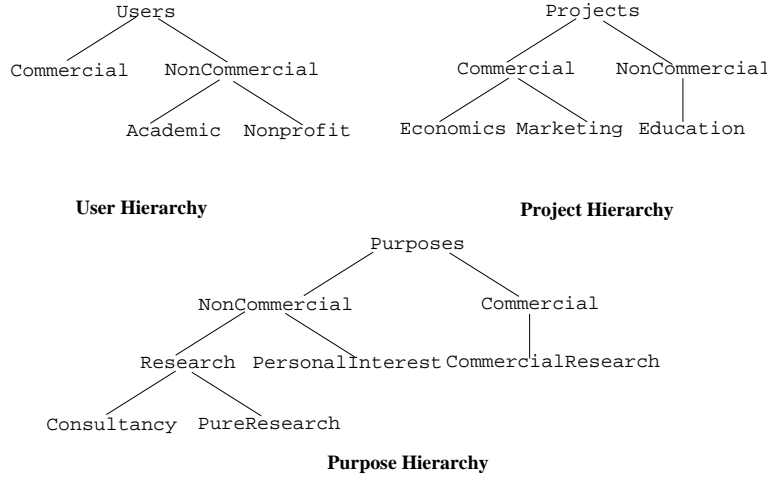 Users
Projects
Commercial NonCommercial
Commercial NonCommercial
Academic Nonprofit
Economics Marketing Education
User Hierarchy
Project Hierarchy
Purposes
NonCommercial Commercial
Research PersonalInterest CommercialResearch
Consultancy PureResearch
Purpose Hierarchy